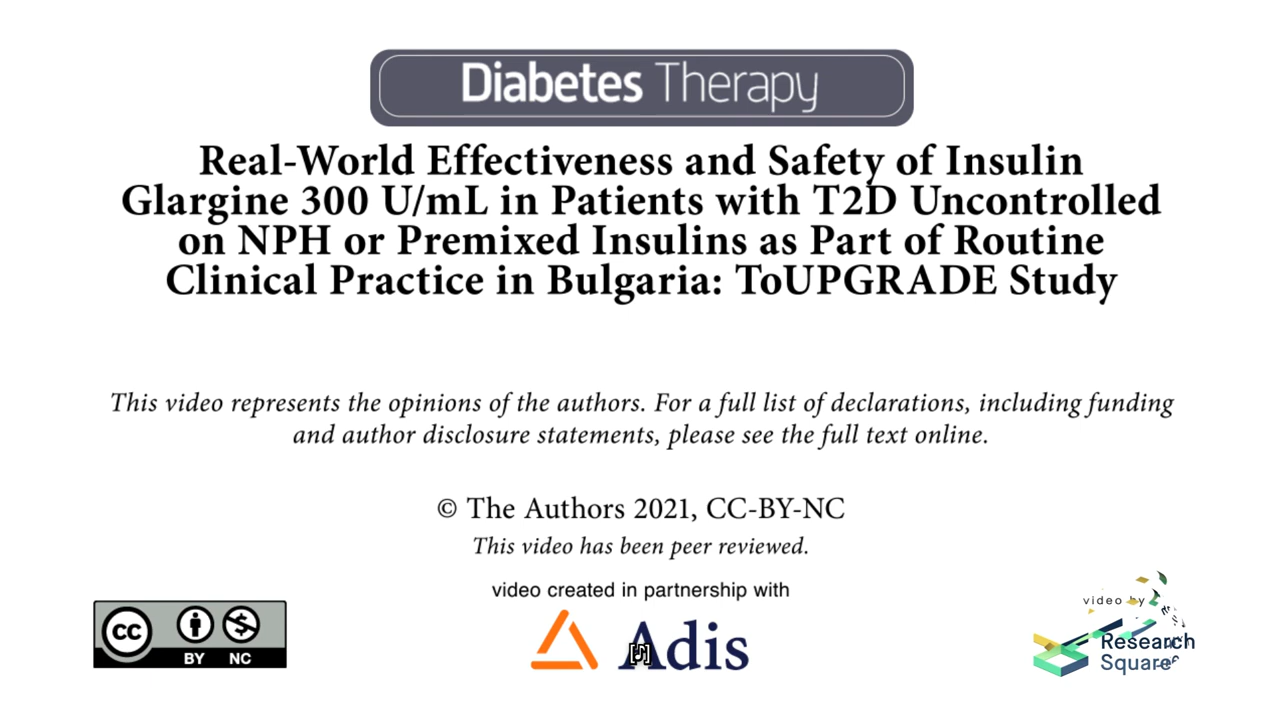 Diabetes Therapy
Real-World Effectiveness and Safety of Insulin
Glargine 300 U/mL in Patients with T2D Uncontrolled
on NPH or Premixed Insulins as Part of Routine
Clinical Practice in Bulgaria: ToUPGRADE Study
This video represents the opinions of the authors. For a full list of declarations, including funding
and author disclosure statements, please see the full text online.
© The Authors 2021, CC-BY-NC
This video has been peer reviewed.
video created in partnership with
Adis
[♪]
cc
BY NC
video by
Research
Square